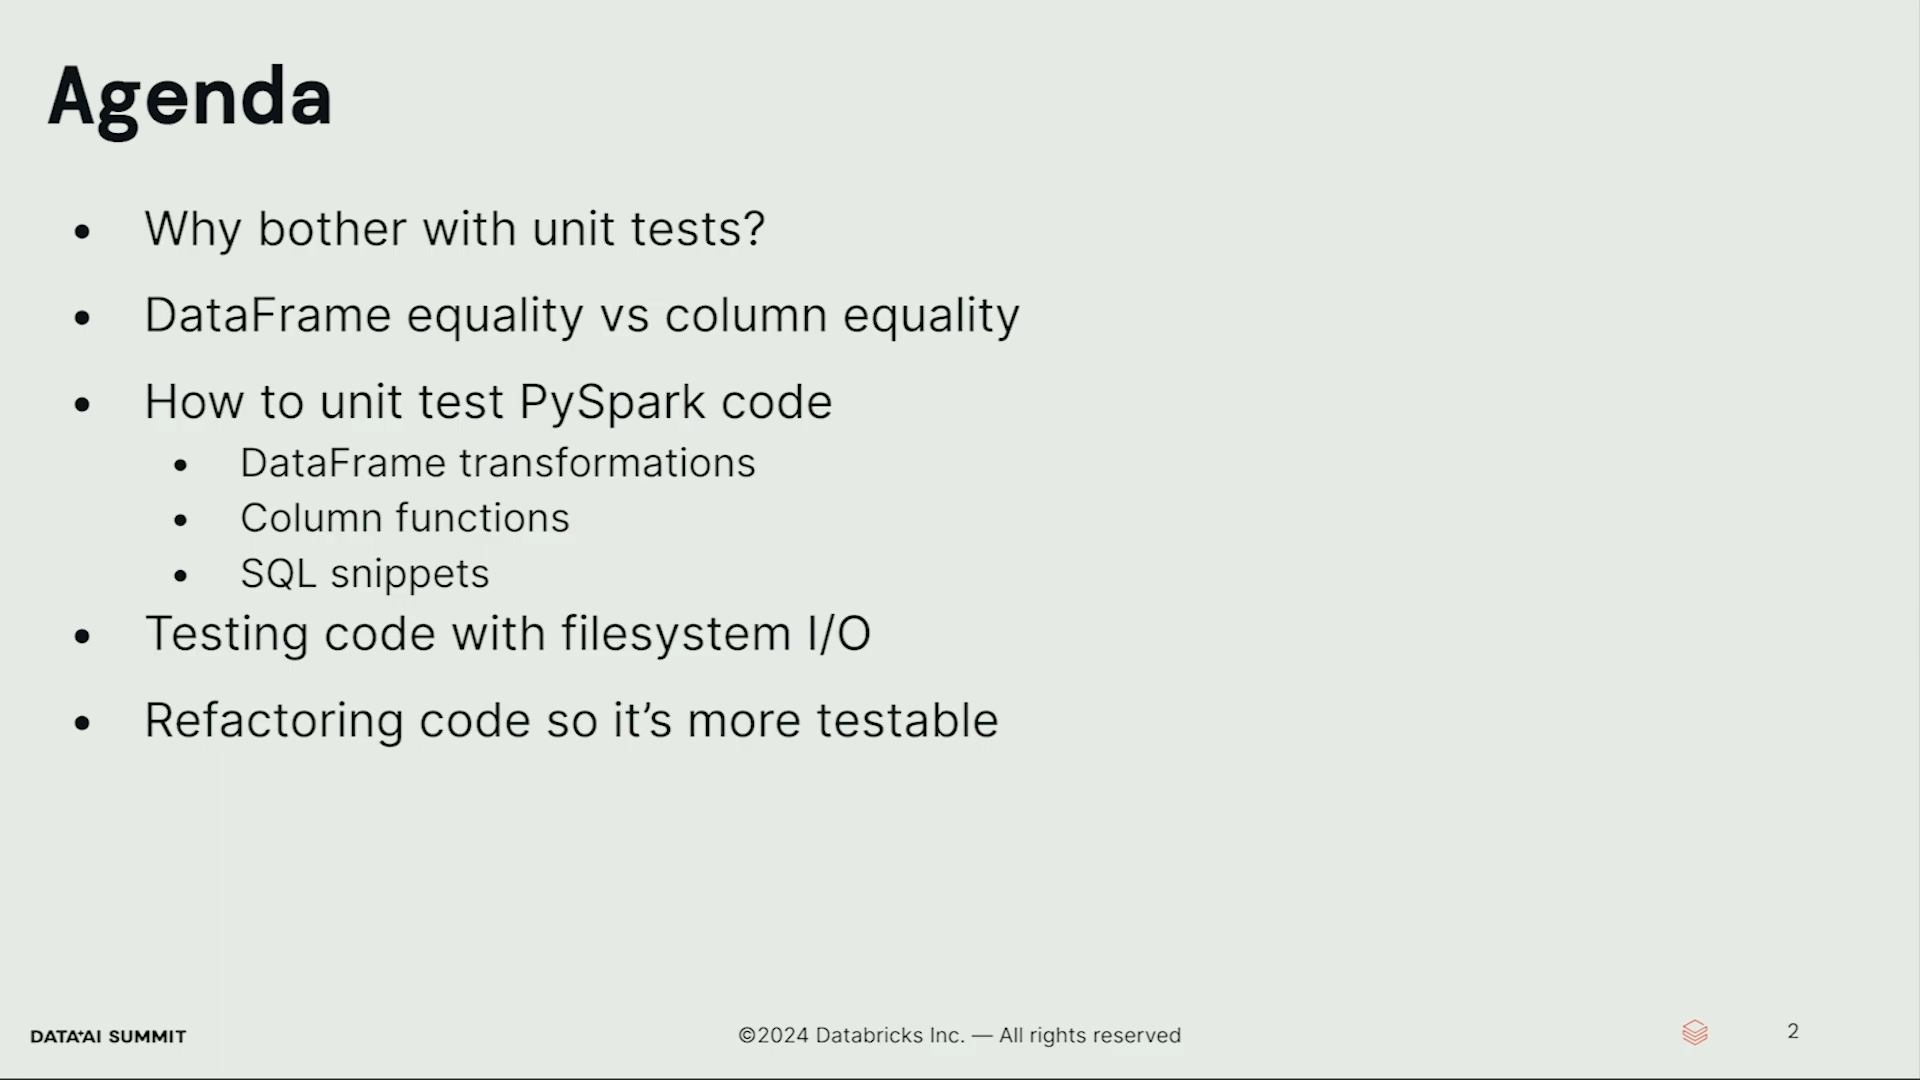 Agenda
• Why bother with unit tests?
• DataFrame equality vs column equality
• How to unit test PySpark code
• DataFrame transformations
• Column functions
• SQL snippets
• Testing code with filesystem I/O
• Refactoring code so it’s more testable
DATA+AI SUMMIT
©2024 Databricks Inc. — All rights reserved
2